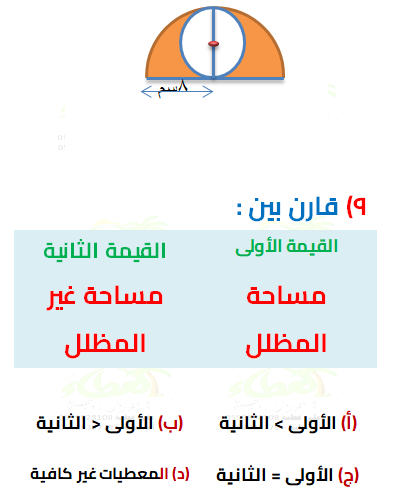 ٨سم
٩) قارن بين :
القيمة الأولى القيمة الثانية
مساحة مساحة غير
المظلل المظلل
(أ) الأولى > الثانية (ب) الأولى < الثانية
(ج) الأولى = الثانية (د) المعطيات غير كافية